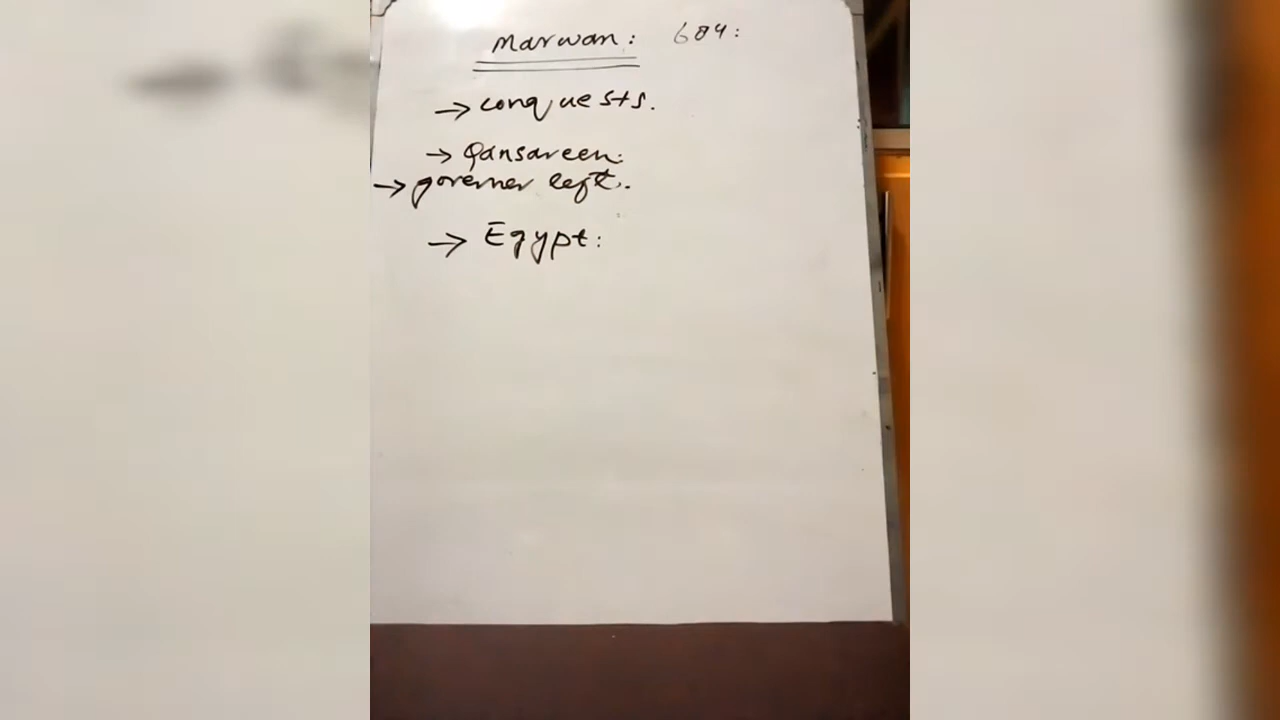 Marwan: 684:
→ conquests.
→ Qansareen:
→ governer left.
→ Egypt: